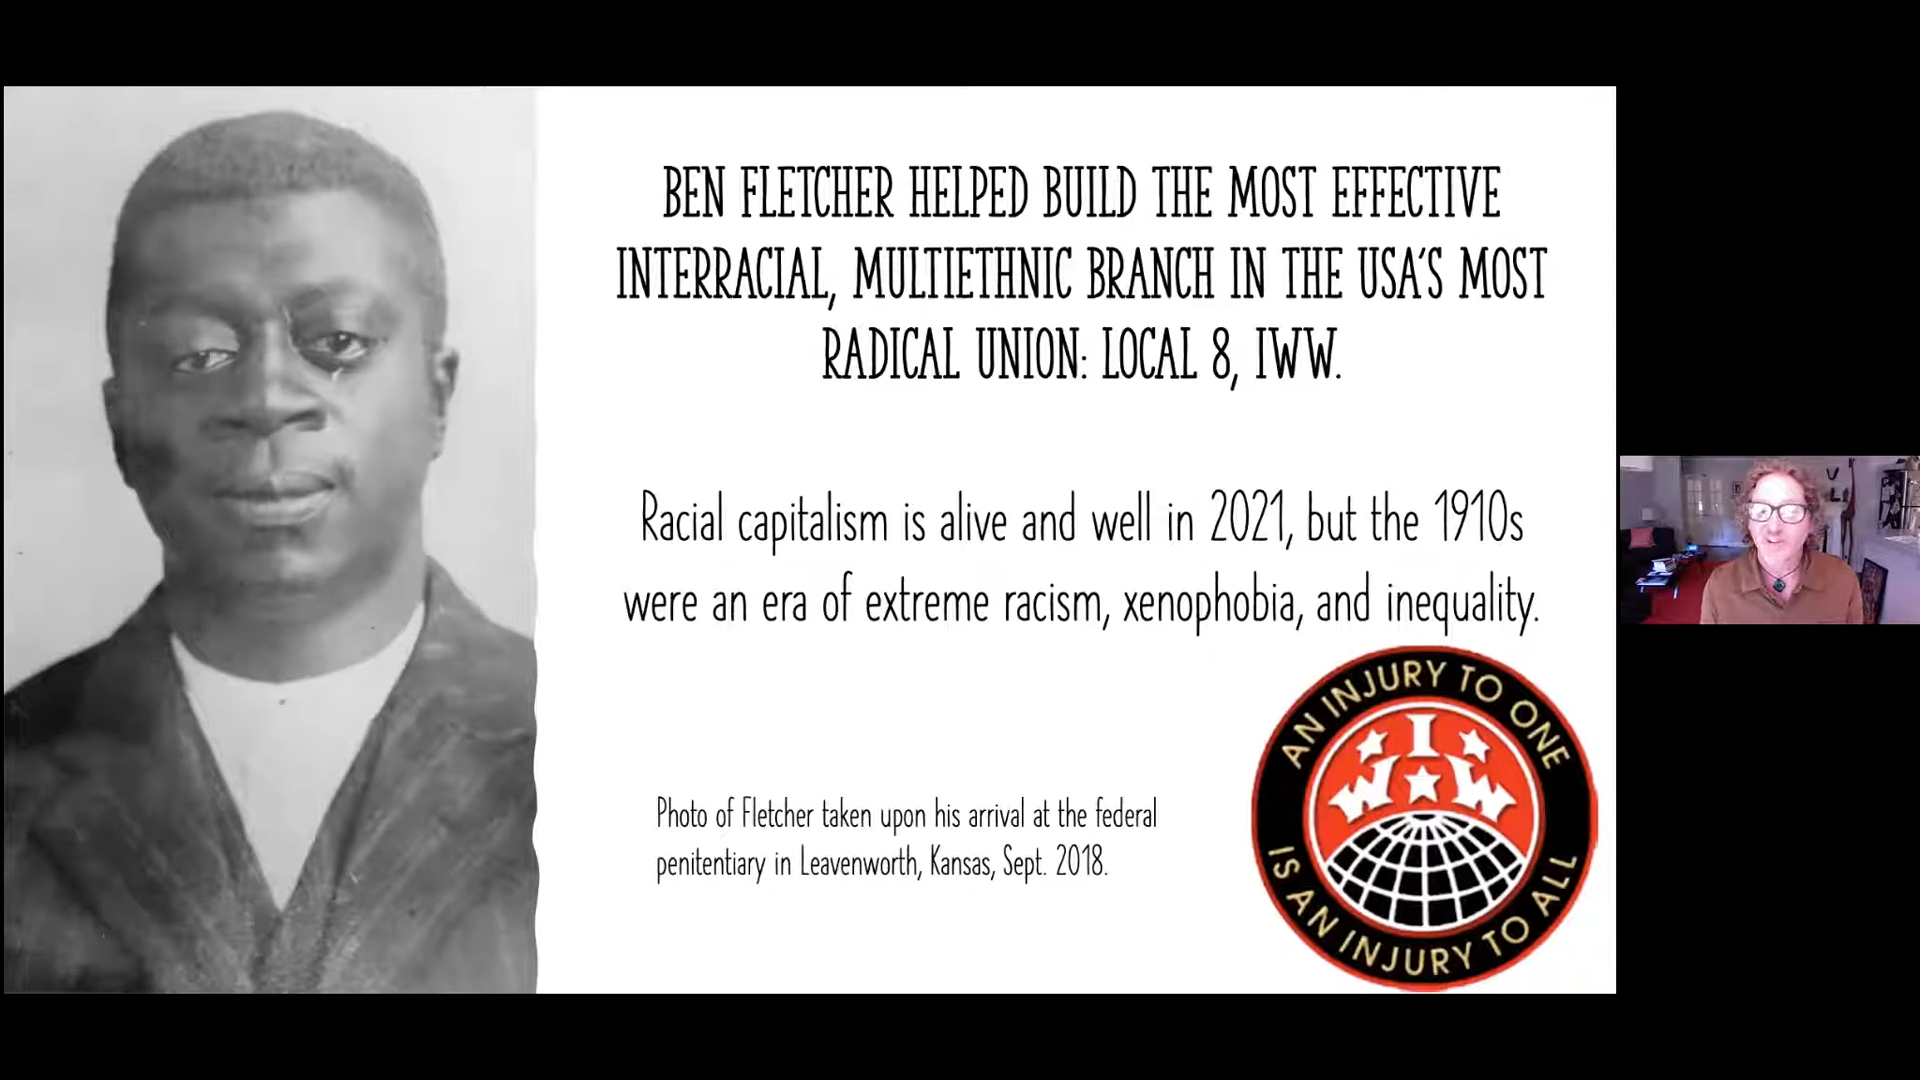 BEN FLETCHER HELPED BUILD THE MOST EFFECTIVE
INTERRACIAL, MULTIETHNIC BRANCH IN THE USA'S MOST
RADICAL UNION: LOCAL 8, IWW.
Racial capitalism is alive and well in 2021, but the 1910s
were an era of extreme racism, xenophobia, and inequality.
Photo of Fletcher taken upon his arrival at the federal
penitentiary in Leavenworth, Kansas, Sept. 2018.
AN INJURY TO ONE
I
W W
IS AN INJURY TO ALL